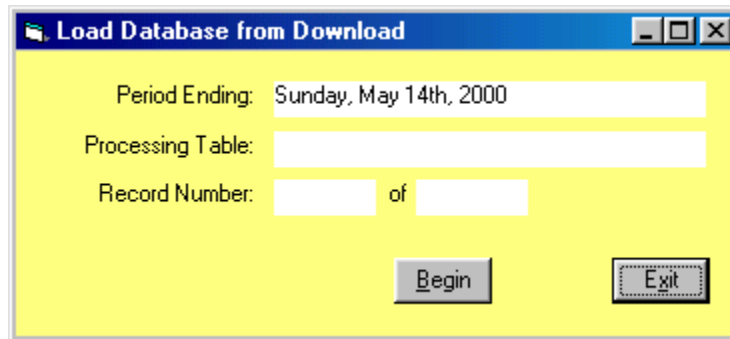 Load Database from Download
Period Ending: Sunday, May 14th, 2000
Processing Table:
Record Number: of
Begin Exit